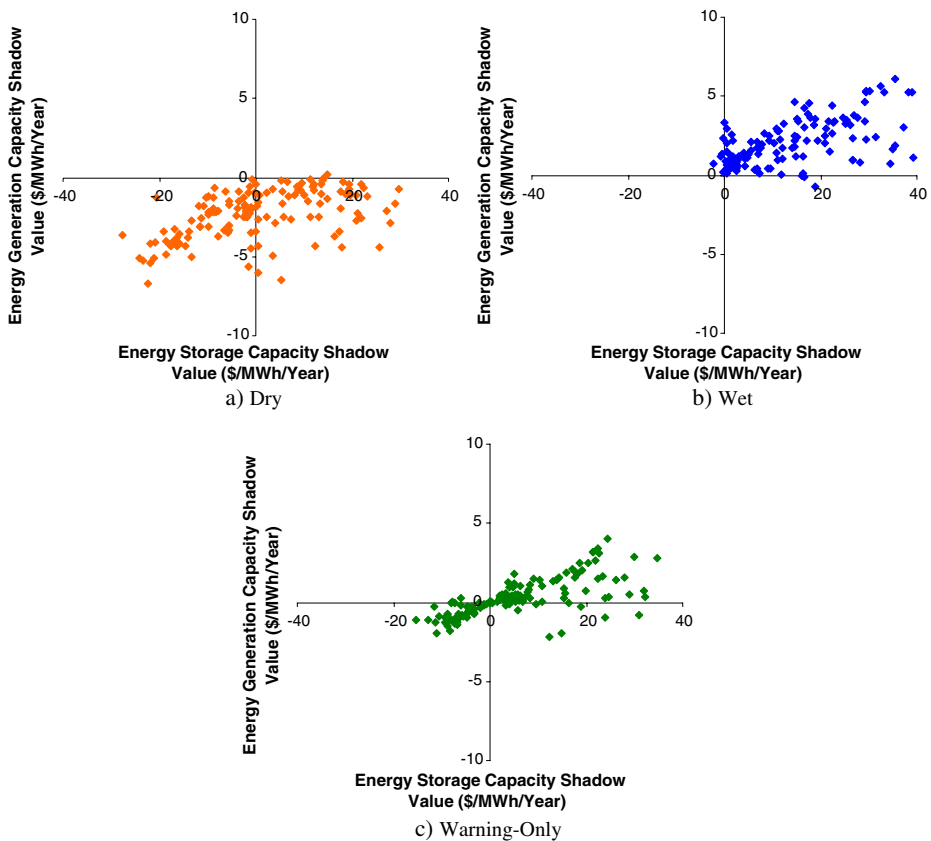 Energy Generation Capacity Shadow
Value ($/MWh/Year)
10
5
0
-5
-10
-40
-20
0
20
40
Energy Storage Capacity Shadow
Value ($/MWh/Year)
a) Dry
Energy Generation Capacity Shadow
Value ($/MWh/Year)
10
5
0
-5
-10
-40
-20
0
20
40
Energy Storage Capacity Shadow
Value ($/MWh/Year)
b) Wet
Energy Generation Capacity Shadow
Value ($/MWh/Year)
10
5
0
-5
-10
-40
-20
0
20
40
Energy Storage Capacity Shadow
Value ($/MWh/Year)
c) Warning-Only